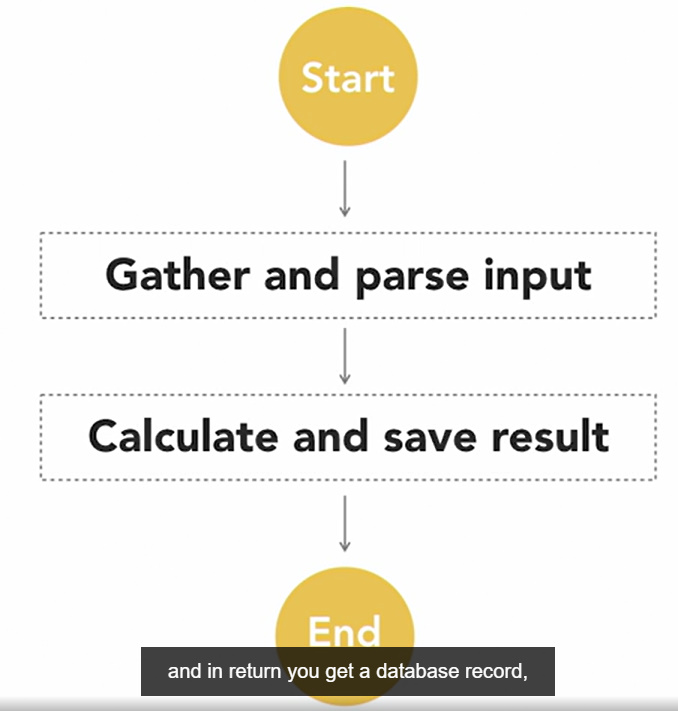 Start
Gather and parse input
Calculate and save result
End
and in return you get a database record,